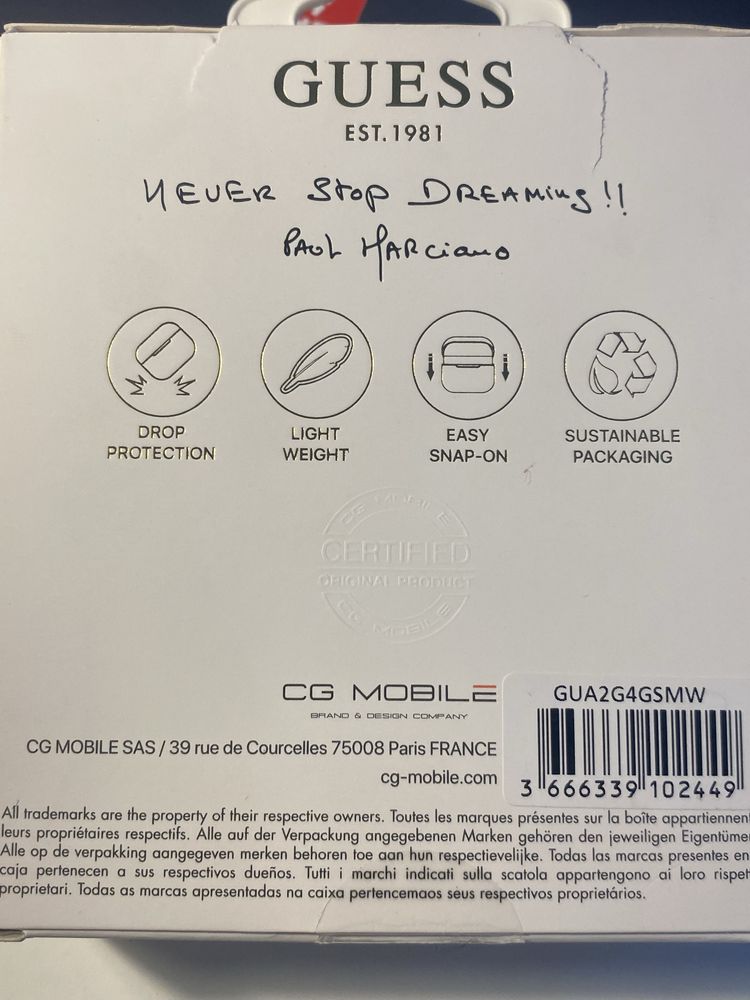 GUESS
EST.1981
NEVER Stop DREAMiNg!!
PAUL MARciano
DROP
PROTECTION
LIGHT
WEIGHT
EASY
SNAP-ON
SUSTAINABLE
PACKAGING
CG MOBILE
CERTIFIED
ORIGINAL PRODUCT
CG MOBILE
CG MOBILE
BRAND & DESIGN COMPANY
CG MOBILE SAS / 39 rue de Courcelles 75008 Paris FRANCE
cg-mobile.com
GUA2G4GSMW
3 666339 102449
All trademarks are the property of their respective owners. Toutes les marques présentes sur la boîte appartiennent
leurs propriétaires respectifs. Alle auf der Verpackung angegebenen Marken gehören den jeweiligen Eigentüme
Alle op de verpakking aangegeven merken behoren toe aan hun respectievelijke. Todas las marcas presentes en
caja pertenecen a sus respectivos dueños. Tutti i marchi indicati sulla scatola appartengono ai loro rispet
proprietari. Todas as marcas apresentadas na caixa pertencemaos seus respectivos proprietários.